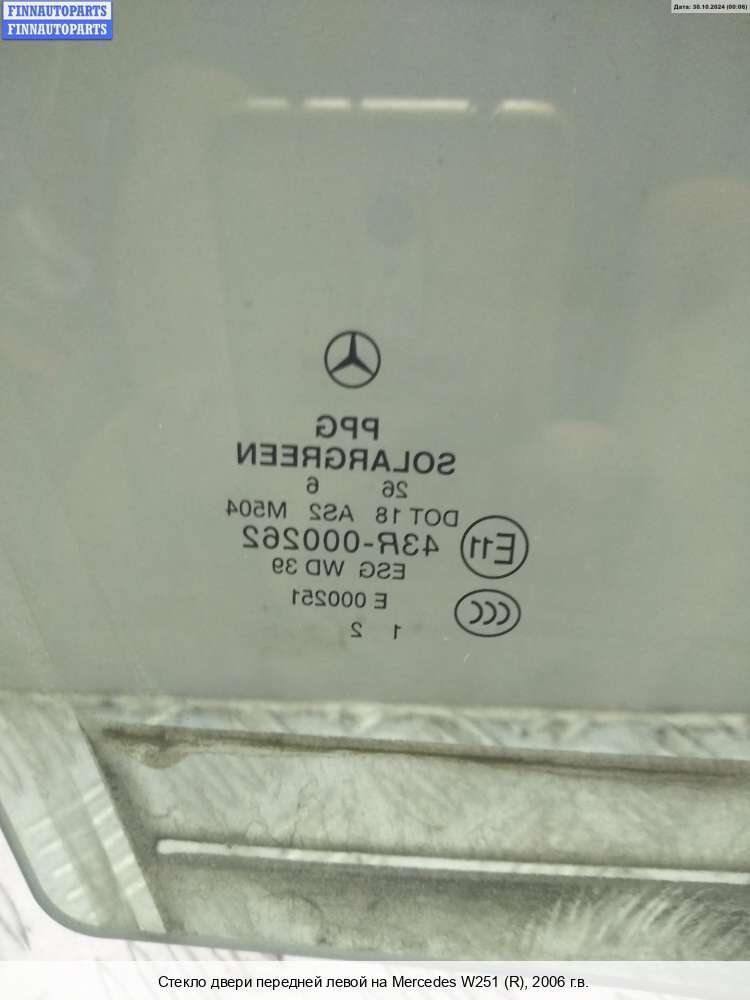 FINNAUTOPARTS
FINNAUTOPARTS
Дата: 30.10.2024 (00:06)
PPG
SOLARGREEN
26 6
DOT 18 AS2 M504
E11 43R-000262
ESG WD 39
CCC E 000251
1 2
Стекло двери передней левой на Mercedes W251 (R), 2006 г.в.